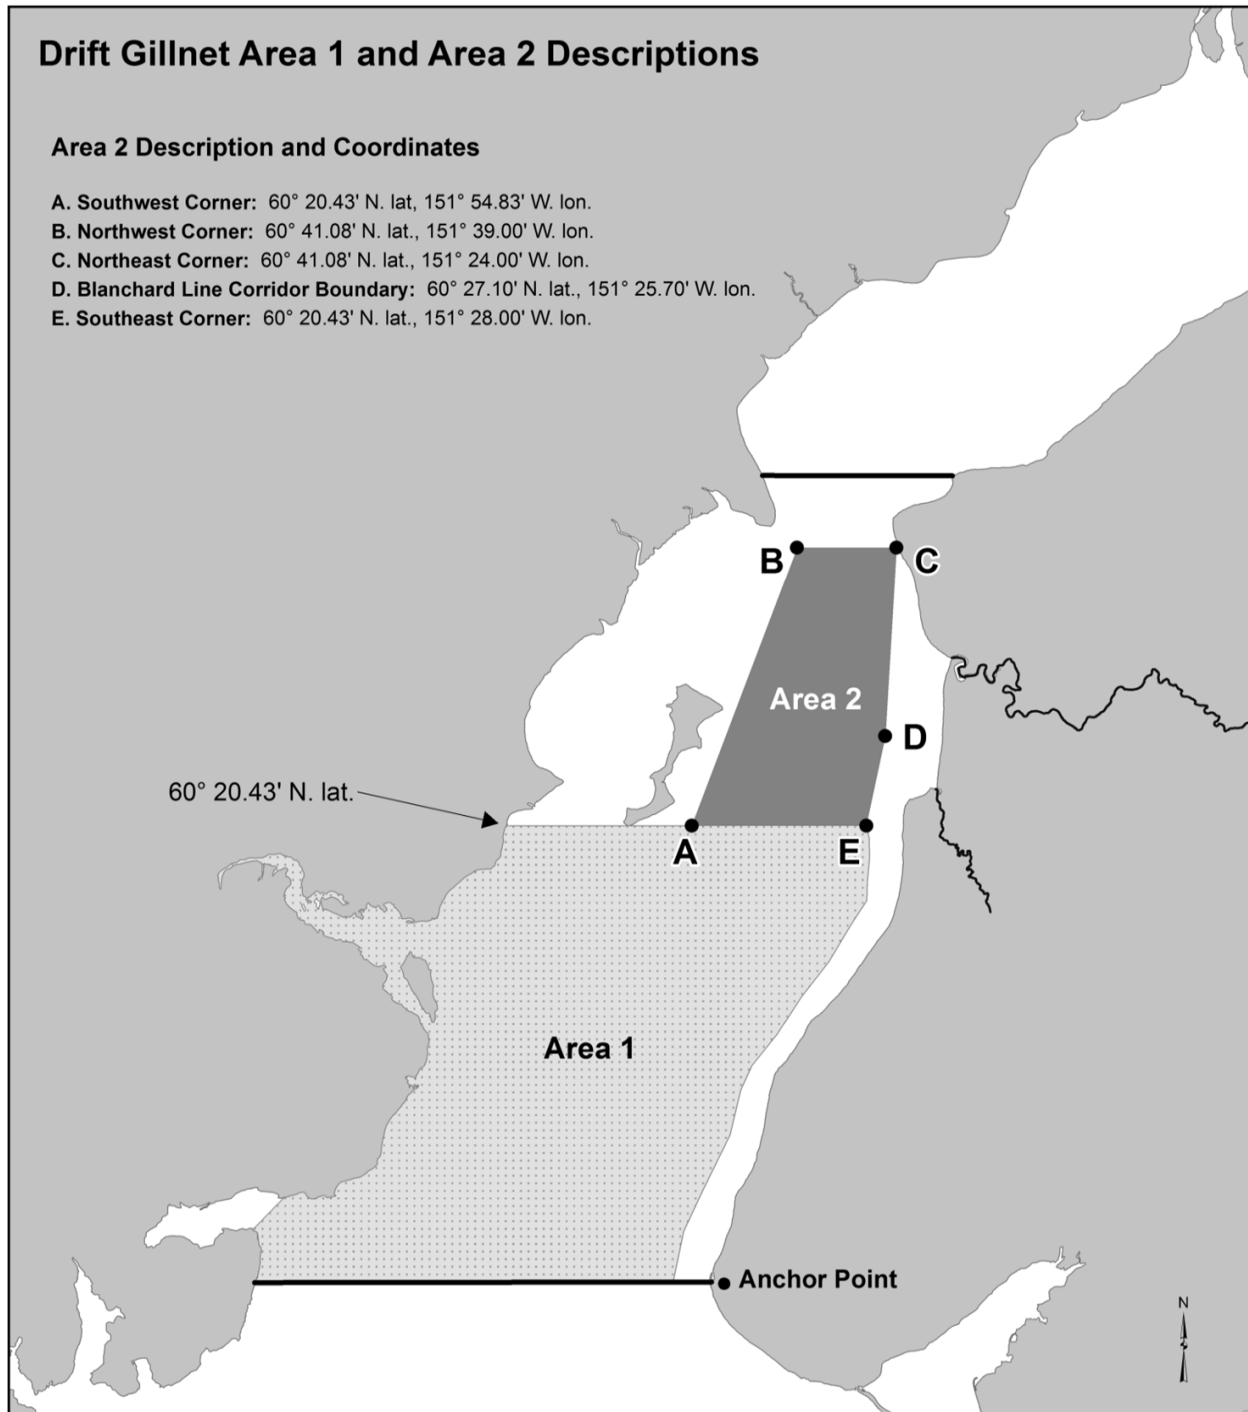 Drift Gillnet Area 1 and Area 2 Descriptions
Area 2 Description and Coordinates
A. Southwest Corner: 60° 20.43' N. lat, 151° 54.83' W. lon.
B. Northwest Corner: 60° 41.08' N. lat., 151° 39.00' W. lon.
C. Northeast Corner: 60° 41.08' N. lat., 151° 24.00' W. lon.
D. Blanchard Line Corridor Boundary: 60° 27.10' N. lat., 151° 25.70' W. lon.
E. Southeast Corner: 60° 20.43' N. lat., 151° 28.00' W. lon.
B
C
Area 2
D
60° 20.43' N. lat.
A
E
Area 1
Anchor Point
N